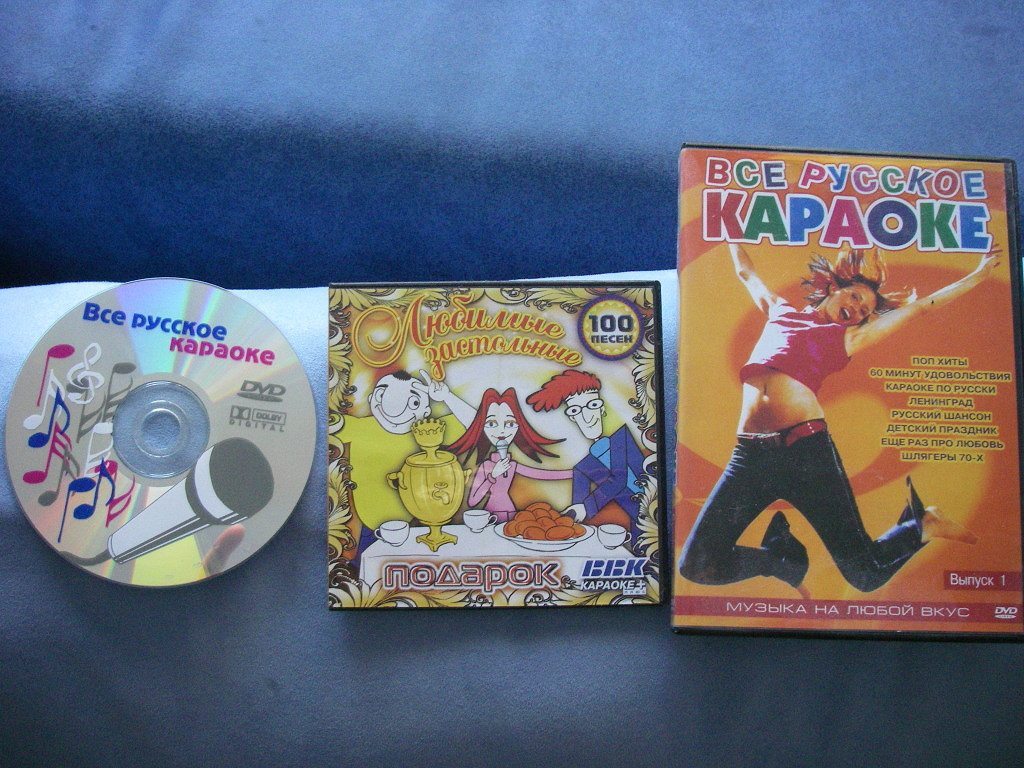 Все русское
караоке
DVD
DOLBY
DIGITAL
Любимые
застольные
100
ПЕСЕН
ПОДАРОК
BBK
КАРАОКЕ+
ВСЕ РУССКОЕ
КАРАОКЕ
ПОП ХИТЫ
60 МИНУТ УДОВОЛЬСТВИЯ
КАРАОКЕ ПО РУССКИ
ЛЕНИНГРАД
РУССКИЙ ШАНСОН
ДЕТСКИЙ ПРАЗДНИК
ЕЩЕ РАЗ ПРО ЛЮБОВЬ
ШЛЯГЕРЫ 70-Х
Выпуск 1
МУЗЫКА НА ЛЮБОЙ ВКУС
DVD